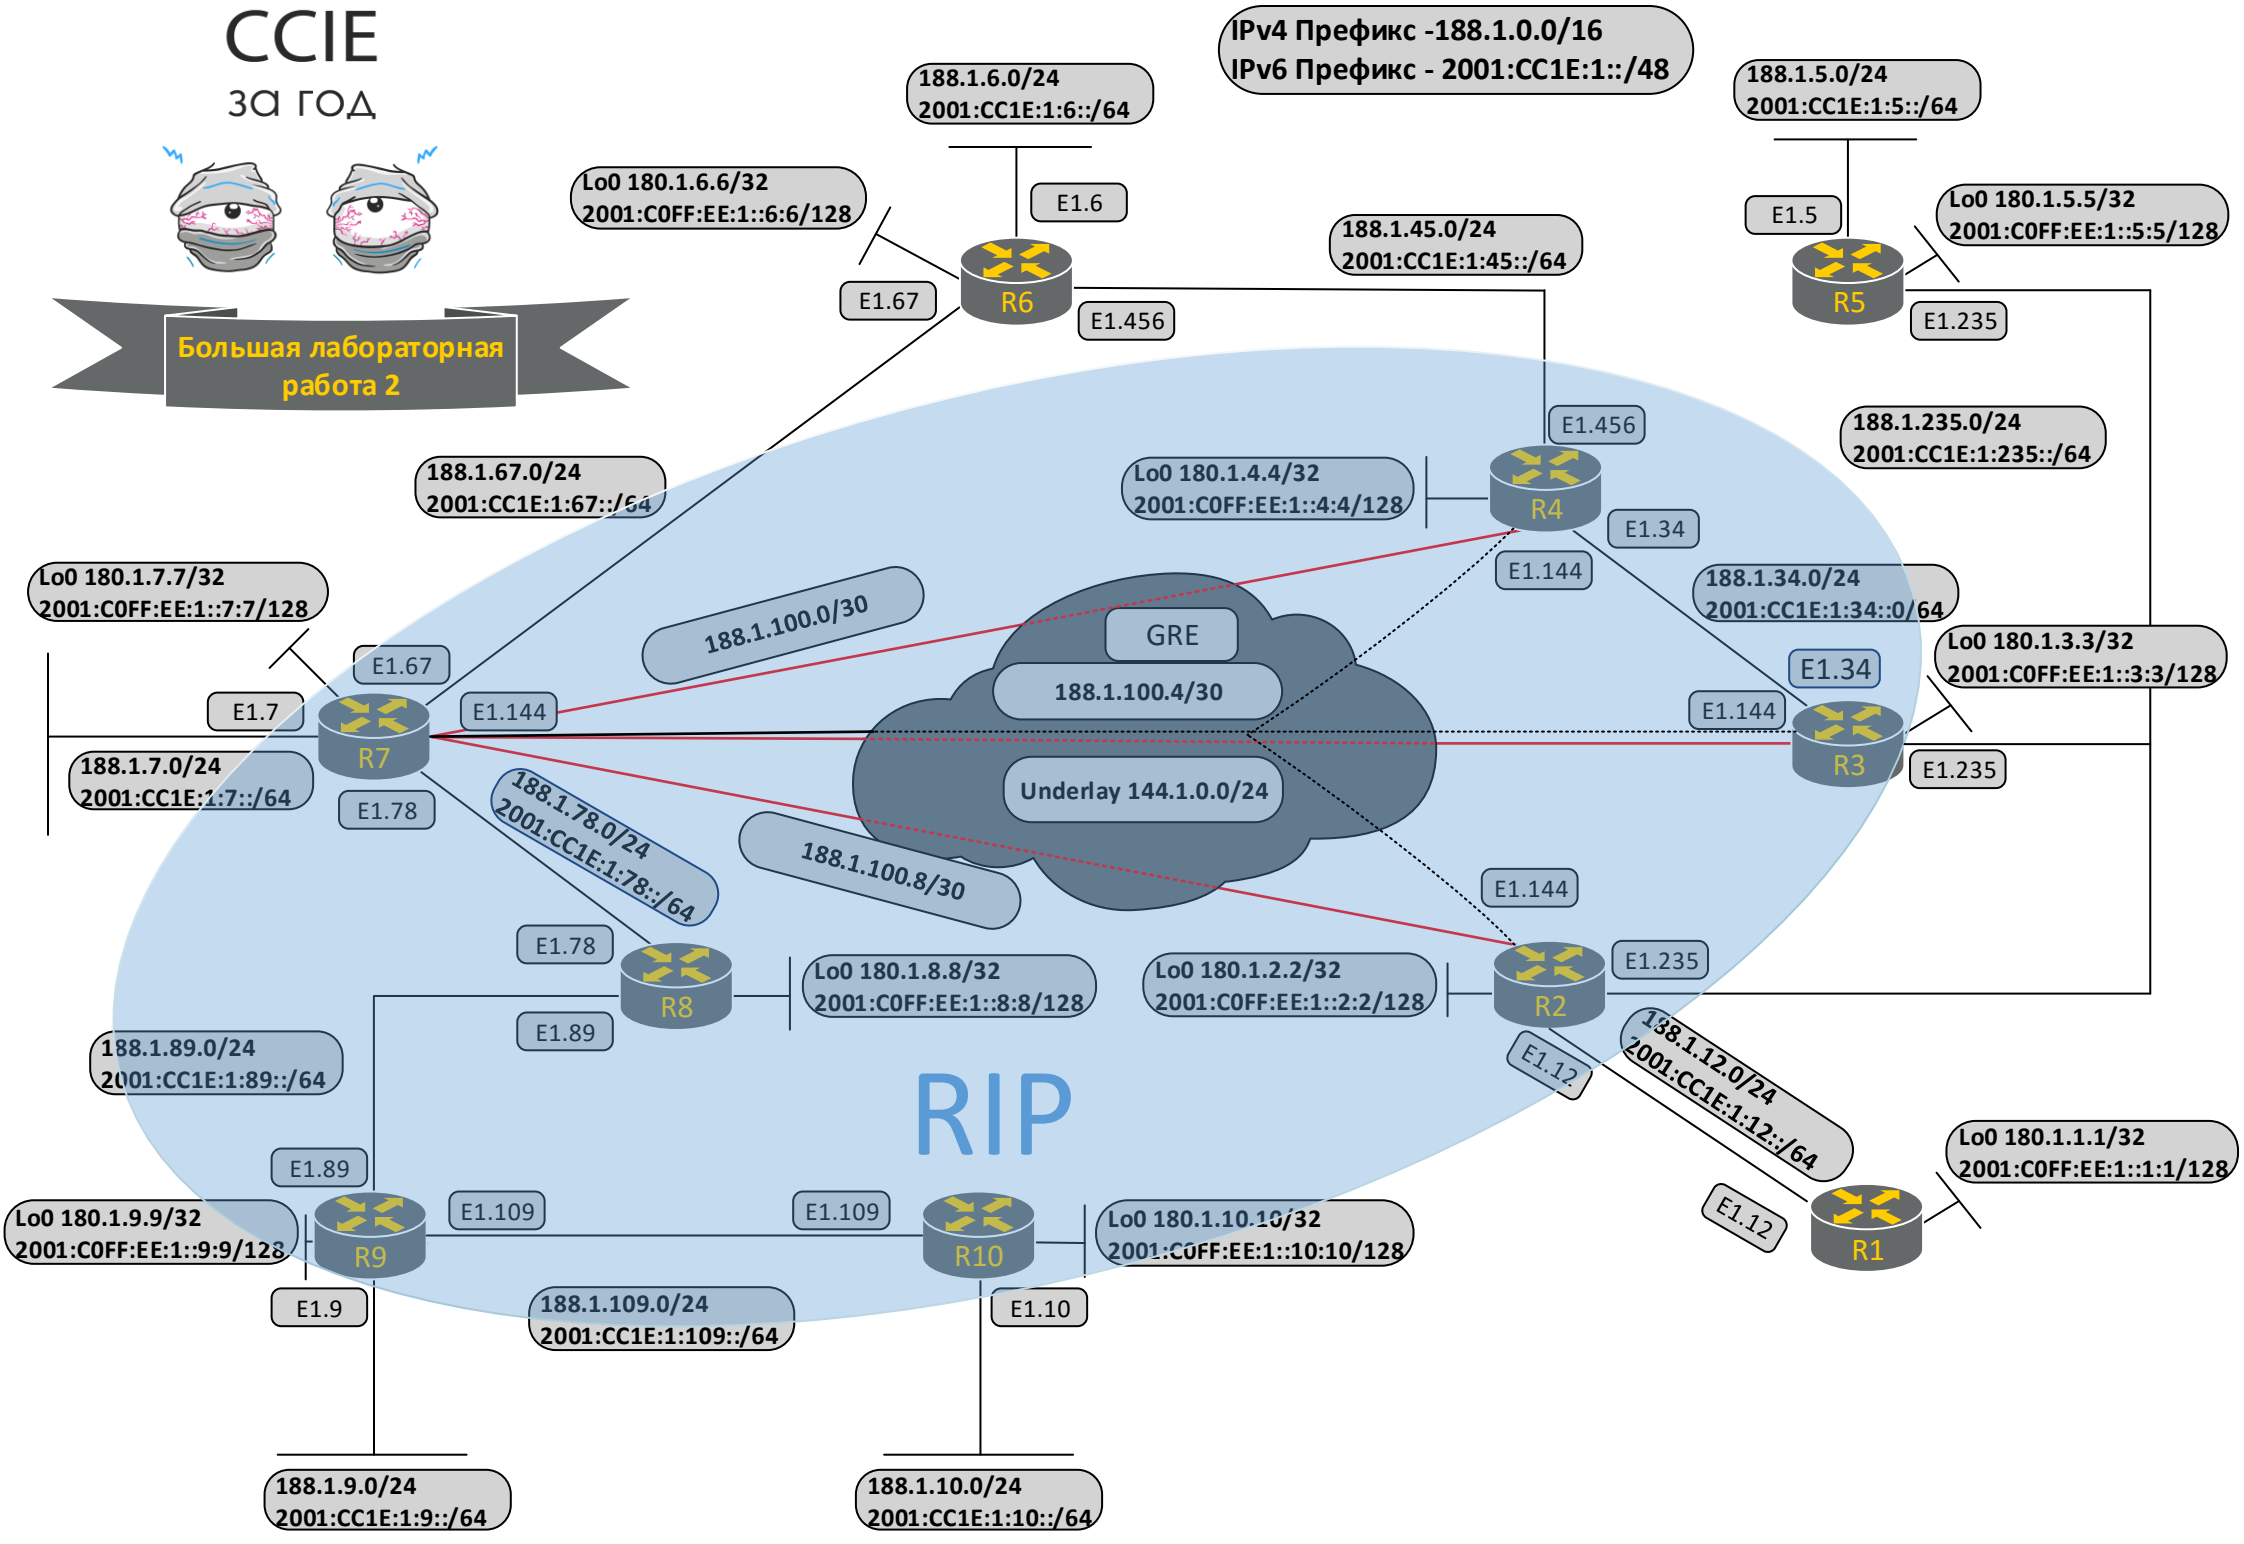 CCIE
за год
Большая лабораторная
работа 2
IPv4 Префикс -188.1.0.0/16
IPv6 Префикс - 2001:CC1E:1::/48
188.1.6.0/24
2001:CC1E:1:6::/64
188.1.5.0/24
2001:CC1E:1:5::/64
Lo0 180.1.6.6/32
2001:C0FF:EE:1::6:6/128
E1.6
E1.5
Lo0 180.1.5.5/32
2001:C0FF:EE:1::5:5/128
188.1.45.0/24
2001:CC1E:1:45::/64
E1.67
R6
E1.456
R5
E1.235
188.1.235.0/24
2001:CC1E:1:235::/64
E1.456
188.1.67.0/24
2001:CC1E:1:67::/64
Lo0 180.1.4.4/32
2001:C0FF:EE:1::4:4/128
R4
E1.34
E1.144
188.1.34.0/24
2001:CC1E:1:34::0/64
Lo0 180.1.7.7/32
2001:C0FF:EE:1::7:7/128
188.1.100.0/30
GRE
188.1.100.4/30
Underlay 144.1.0.0/24
Lo0 180.1.3.3/32
2001:C0FF:EE:1::3:3/128
E1.34
E1.144
R3
E1.235
E1.67
E1.7
E1.144
R7
188.1.7.0/24
2001:CC1E:1:7::/64
E1.78
188.1.78.0/24
2001:CC1E:1:78::/64
188.1.100.8/30
E1.144
E1.78
R8
E1.89
Lo0 180.1.8.8/32
2001:C0FF:EE:1::8:8/128
Lo0 180.1.2.2/32
2001:C0FF:EE:1::2:2/128
R2
E1.235
E1.12
188.1.12.0/24
2001:CC1E:1:12::/64
188.1.89.0/24
2001:CC1E:1:89::/64
RIP
Lo0 180.1.1.1/32
2001:C0FF:EE:1::1:1/128
E1.12
R1
E1.89
Lo0 180.1.9.9/32
2001:C0FF:EE:1::9:9/128
R9
E1.109
E1.109
R10
Lo0 180.1.10.10/32
2001:C0FF:EE:1::10:10/128
E1.9
188.1.109.0/24
2001:CC1E:1:109::/64
E1.10
188.1.9.0/24
2001:CC1E:1:9::/64
188.1.10.0/24
2001:CC1E:1:10::/64